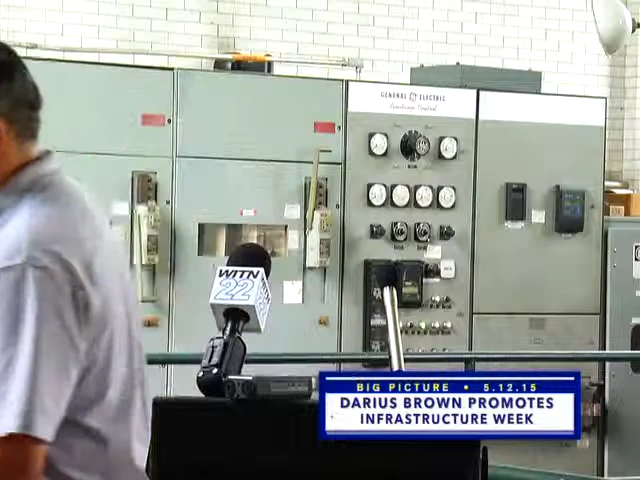 GENERAL ELECTRIC
WITN
22
BIG PICTURE • 5.12.15
DARIUS BROWN PROMOTES
INFRASTRUCTURE WEEK